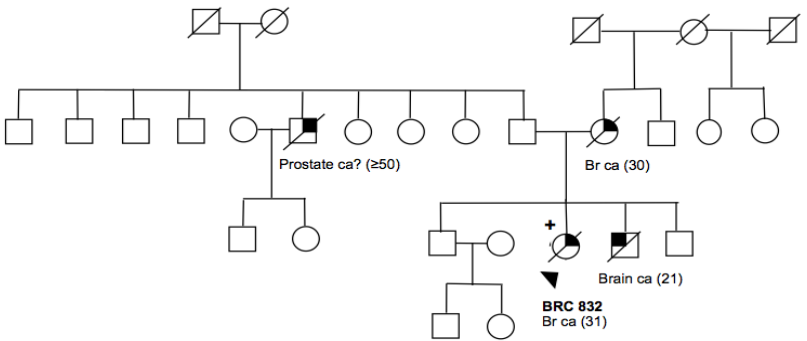 Prostate ca? (≥50)
Br ca (30)
+
Brain ca (21)
BRC 832
Br ca (31)